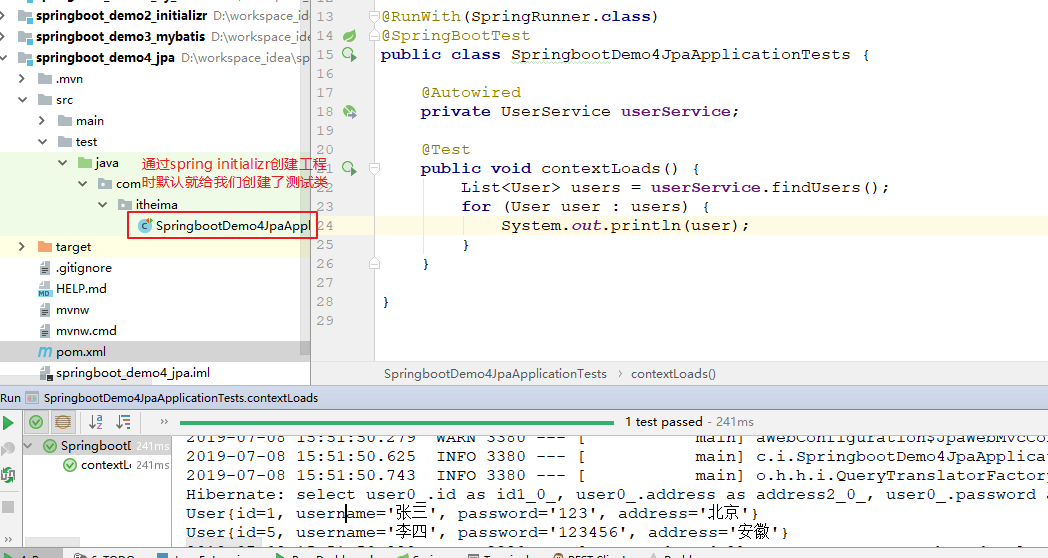 springboot_demo2_initializr D:\workspace_ide
springboot_demo3_mybatis D:\workspace_idea
springboot_demo4_jpa D:\workspace_idea\sp
.mvn
src
main
test
java
com
itheima
SpringbootDemo4JpaAppl
target
.gitignore
HELP.md
mvnw
mvnw.cmd
pom.xml
springboot_demo4_jpa.iml
通过spring initializr创建工程
时默认就给我们创建了测试类
13 @RunWith(SpringRunner.class)
14 @SpringBootTest
15 public class SpringbootDemo4JpaApplicationTests {
16
17 @Autowired
18 private UserService userService;
19
20 @Test
21 public void contextLoads() {
22 List<User> users = userService.findUsers();
23 for (User user : users) {
24 System.out.println(user);
25 }
26 }
27
28 }
29
SpringbootDemo4JpaApplicationTests › contextLoads()
Run SpringbootDemo4JpaApplicationTests.contextLoads
1 test passed - 241ms
SpringbootD 241ms
contextL 241ms
2019-07-08 15:51:50.279 WARN 3380 --- [ main] aWebConfiguration$JpaWebMvcCo
2019-07-08 15:51:50.625 INFO 3380 --- [ main] c.i.SpringbootDemo4JpaApplicat
2019-07-08 15:51:50.743 INFO 3380 --- [ main] o.h.h.i.QueryTranslatorFactory
Hibernate: select user0_.id as id1_0_, user0_.address as address2_0_, user0_.password
User{id=1, username='张三', password='123', address='北京'}
User{id=5, username='李四', password='123456', address='安徽'}